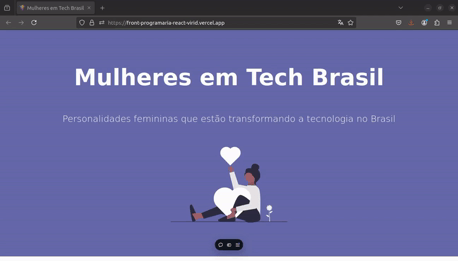 Mulheres em Tech Brasil
https://front-programaria-react-virid.vercel.app
Mulheres em Tech Brasil
Personalidades femininas que estão transformando a tecnologia no Brasil